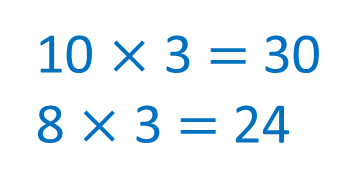 10 × 3 = 30
8 × 3 = 24